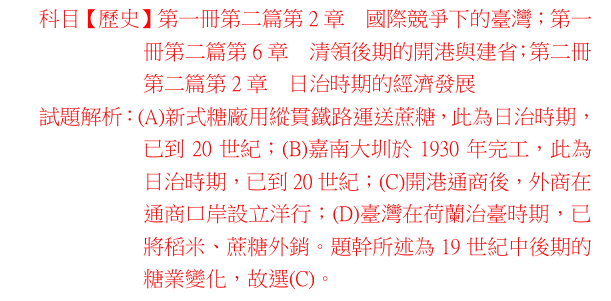 科目【歷史】第一冊第二篇第 2 章　國際競爭下的臺灣；第一
冊第二篇第 6 章　清領後期的開港與建省；第二冊
第二篇第 2 章　日治時期的經濟發展
試題解析：(A)新式糖廠用縱貫鐵路運送蔗糖，此為日治時期，
已到 20 世紀；(B)嘉南大圳於 1930 年完工，此為
日治時期，已到 20 世紀；(C)開港通商後，外商在
通商口岸設立洋行；(D)臺灣在荷蘭治臺時期，已
將稻米、蔗糖外銷。題幹所述為 19 世紀中後期的
糖業變化，故選(C)。